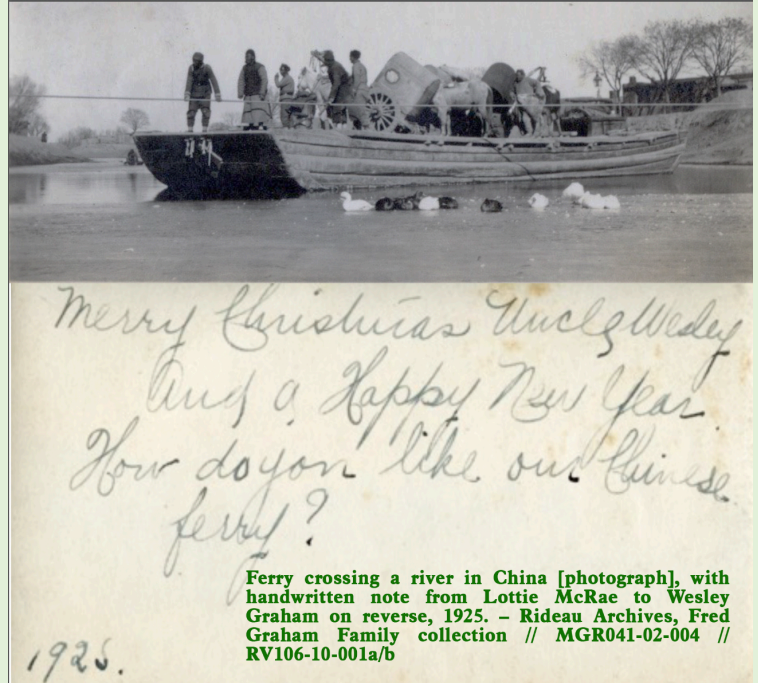 Merry Christmas Uncle Wesley
And a Happy New Year.
How do you like our Chinese
ferry?
Ferry crossing a river in China [photograph], with
handwritten note from Lottie McRae to Wesley
Graham on reverse, 1925. – Rideau Archives, Fred
Graham Family collection // MGR041-02-004 //
RV106-10-001a/b
1925.